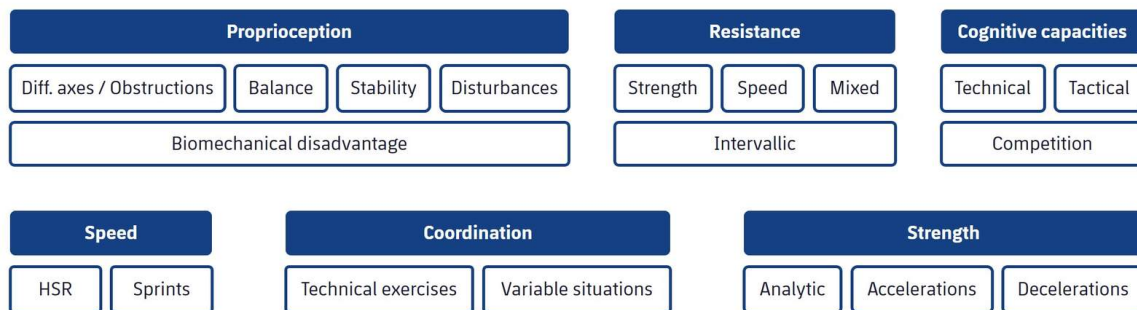 Proprioception
Diff. axes / Obstructions Balance Stability Disturbances
Biomechanical disadvantage
Resistance
Strength Speed Mixed
Intervallic
Cognitive capacities
Technical Tactical
Competition
Speed
HSR Sprints
Coordination
Technical exercises Variable situations
Strength
Analytic Accelerations Decelerations